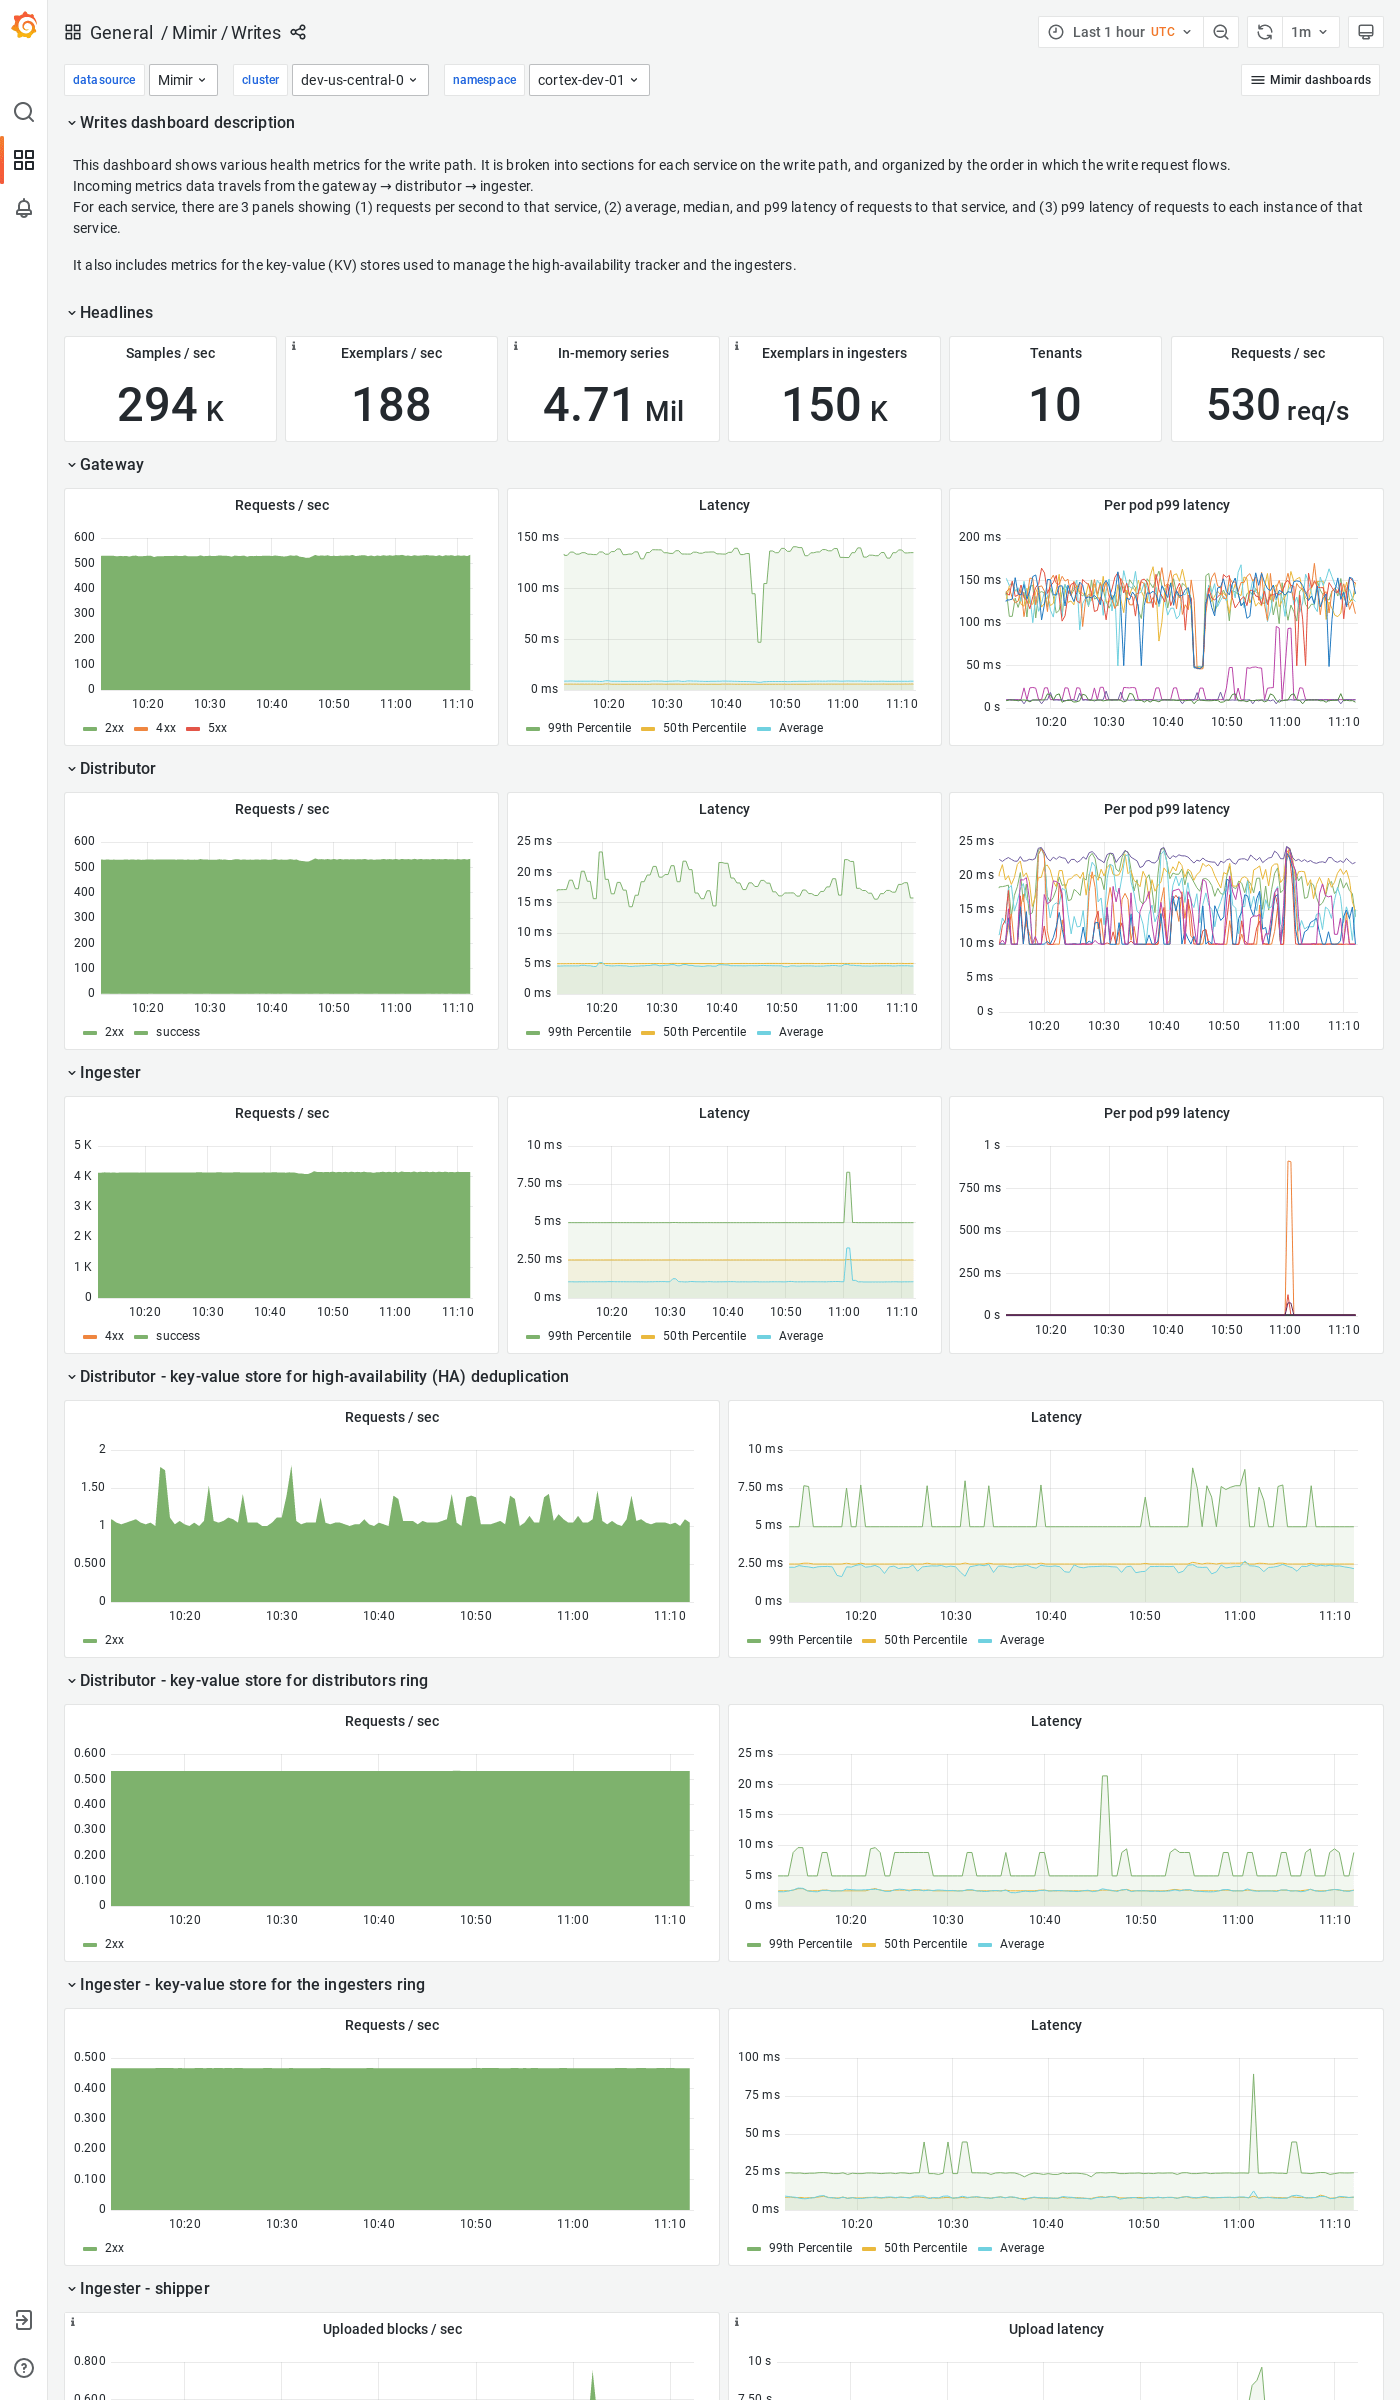 General / Mimir / Writes
Last 1 hour UTC
1m
datasource Mimir cluster dev-us-central-0 namespace cortex-dev-01 Mimir dashboards
Writes dashboard description
This dashboard shows various health metrics for the write path. It is broken into sections for each service on the write path, and organized by the order in which the write request flows.
Incoming metrics data travels from the gateway → distributor → ingester.
For each service, there are 3 panels showing (1) requests per second to that service, (2) average, median, and p99 latency of requests to that service, and (3) p99 latency of requests to each instance of that
service.
It also includes metrics for the key-value (KV) stores used to manage the high-availability tracker and the ingesters.
Headlines
Samples / sec
294 K
Exemplars / sec
188
In-memory series
4.71 Mil
Exemplars in ingesters
150 K
Tenants
10
Requests / sec
530 req/s
Gateway
Requests / sec
600
500
400
300
200
100
0
10:20 10:30 10:40 10:50 11:00 11:10
2xx 4xx 5xx
Latency
150 ms
100 ms
50 ms
0 ms
10:20 10:30 10:40 10:50 11:00 11:10
99th Percentile 50th Percentile Average
Per pod p99 latency
200 ms
150 ms
100 ms
50 ms
0 s
10:20 10:30 10:40 10:50 11:00 11:10
Distributor
Requests / sec
600
500
400
300
200
100
0
10:20 10:30 10:40 10:50 11:00 11:10
2xx success
Latency
25 ms
20 ms
15 ms
10 ms
5 ms
0 ms
10:20 10:30 10:40 10:50 11:00 11:10
99th Percentile 50th Percentile Average
Per pod p99 latency
25 ms
20 ms
15 ms
10 ms
5 ms
0 s
10:20 10:30 10:40 10:50 11:00 11:10
Ingester
Requests / sec
5 K
4 K
3 K
2 K
1 K
0
10:20 10:30 10:40 10:50 11:00 11:10
4xx success
Latency
10 ms
7.50 ms
5 ms
2.50 ms
0 ms
10:20 10:30 10:40 10:50 11:00 11:10
99th Percentile 50th Percentile Average
Per pod p99 latency
1 s
750 ms
500 ms
250 ms
0 s
10:20 10:30 10:40 10:50 11:00 11:10
Distributor - key-value store for high-availability (HA) deduplication
Requests / sec
2
1.50
1
0.500
0
10:20 10:30 10:40 10:50 11:00 11:10
2xx
Latency
10 ms
7.50 ms
5 ms
2.50 ms
0 ms
10:20 10:30 10:40 10:50 11:00 11:10
99th Percentile 50th Percentile Average
Distributor - key-value store for distributors ring
Requests / sec
0.600
0.500
0.400
0.300
0.200
0.100
0
10:20 10:30 10:40 10:50 11:00 11:10
2xx
Latency
25 ms
20 ms
15 ms
10 ms
5 ms
0 ms
10:20 10:30 10:40 10:50 11:00 11:10
99th Percentile 50th Percentile Average
Ingester - key-value store for the ingesters ring
Requests / sec
0.500
0.400
0.300
0.200
0.100
0
10:20 10:30 10:40 10:50 11:00 11:10
2xx
Latency
100 ms
75 ms
50 ms
25 ms
0 ms
10:20 10:30 10:40 10:50 11:00 11:10
99th Percentile 50th Percentile Average
Ingester - shipper
Uploaded blocks / sec
0.800
0.600
Upload latency
10 s
7.50 s